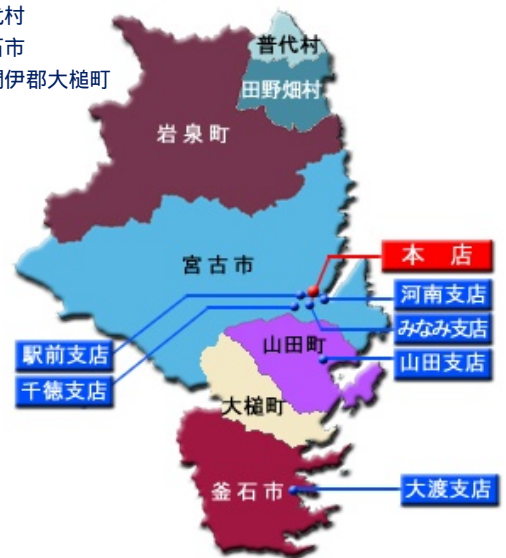 代村
石市
閉伊郡大槌町
普代村
田野畑村
岩泉町
宮古市
本 店
河南支店
みなみ支店
山田町
山田支店
駅前支店
千徳支店
大槌町
釜石市
大渡支店